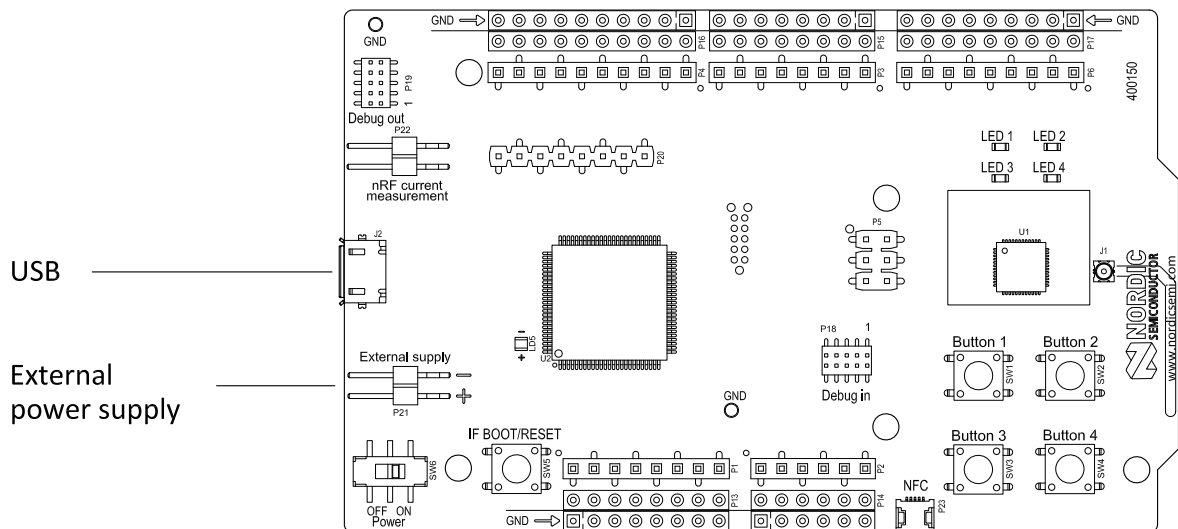 GND
GND
GND
P16
P15
P17
P19
1
Debug out
P4
P3
P6
400150
P22
nRF current
measurement
P20
LED 1
LED 2
LED 3
LED 4
J2
USB
P5
U1
J1
NORDIC
SEMICONDUCTOR
www.nordicsemi.com
-
LD5
+
U2
P18
1
Debug in
Button 1
Button 2
SW1
SW2
External supply
-
+
P21
External
power supply
GND
IF BOOT/RESET
SW5
SW6
OFF ON
Power
Button 3
Button 4
SW3
SW4
P1
P2
P13
P14
NFC
P23
GND